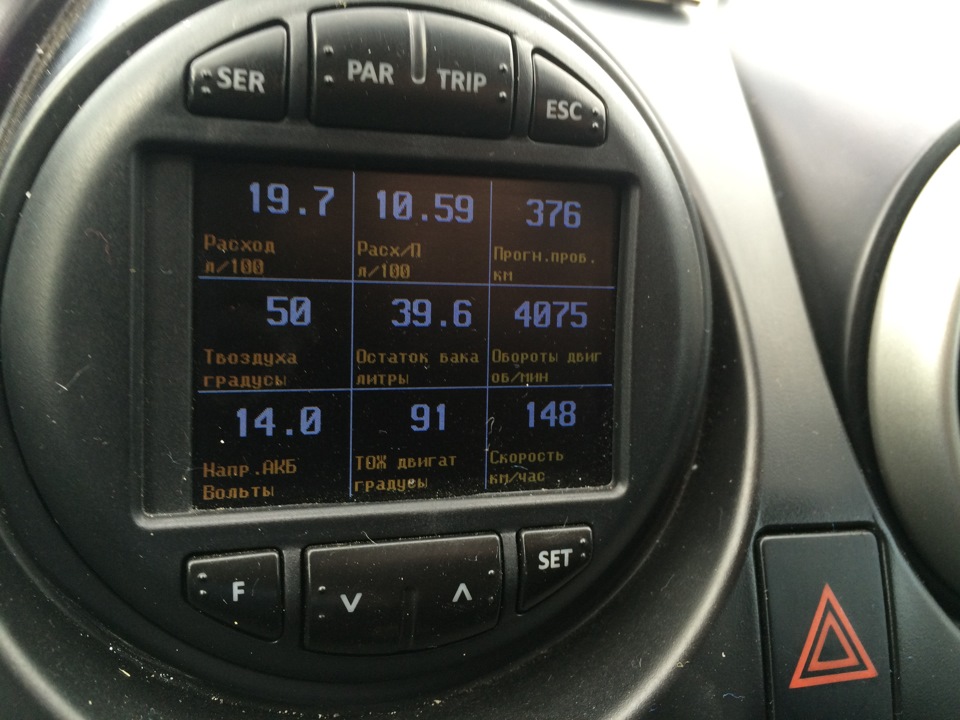 SER
PAR TRIP
ESC
19.7
Расход
л/100
10.59
Расх/П
л/100
376
Прогн.пров.
км
50
Твоздуха
градусы
39.6
Остаток вака
литры
4075
Обороты двиг
об/мин
14.0
Напр.АКБ
Вольты
91
ТОЖ двигат
градусы
148
Скорость
км/час
F
SET